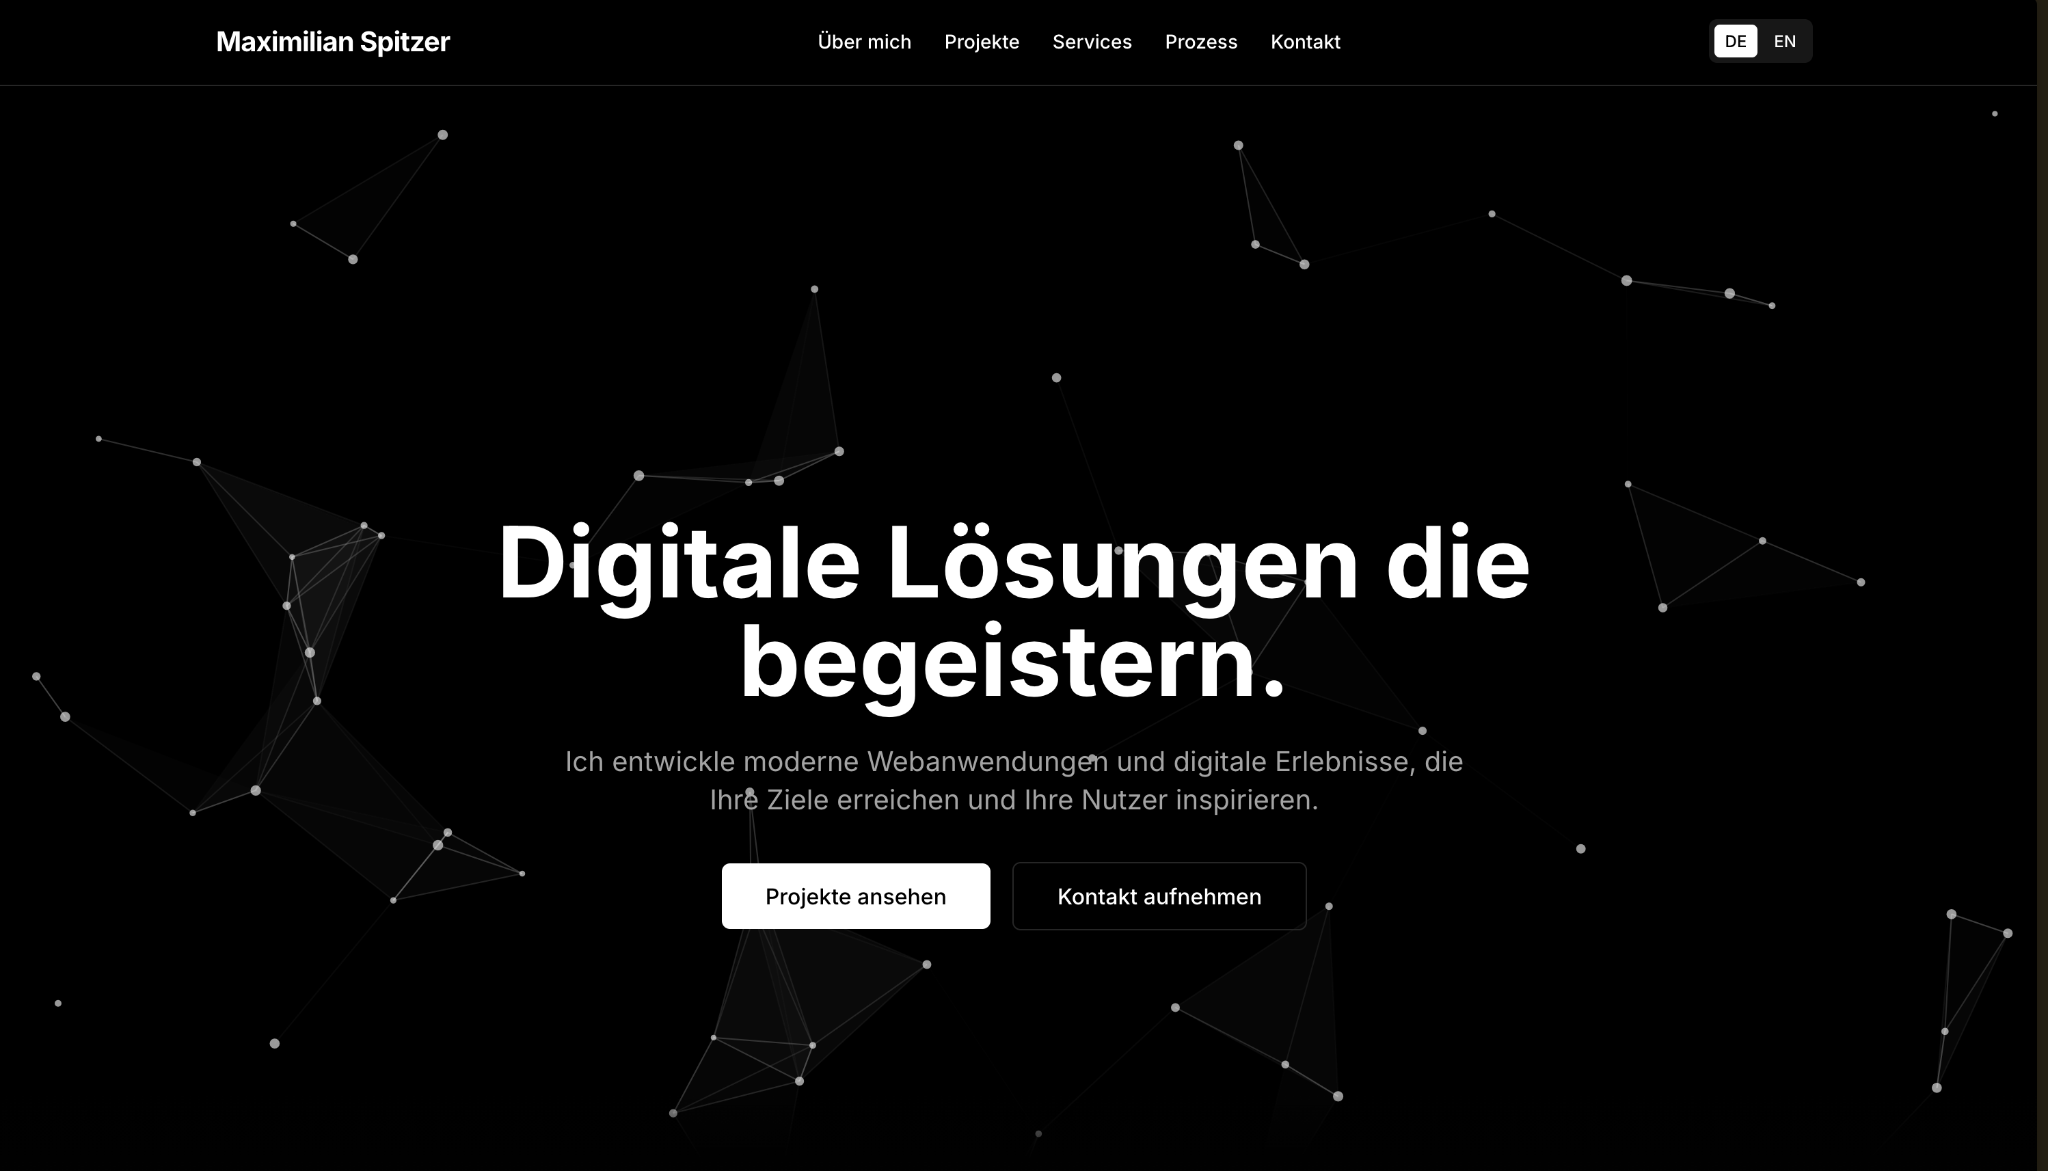 Maximilian Spitzer
Über mich
Projekte
Services
Prozess
Kontakt
DE
EN
Digitale Lösungen die
begeistern.
Ich entwickle moderne Webanwendungen und digitale Erlebnisse, die
Ihre Ziele erreichen und Ihre Nutzer inspirieren.
Projekte ansehen
Kontakt aufnehmen